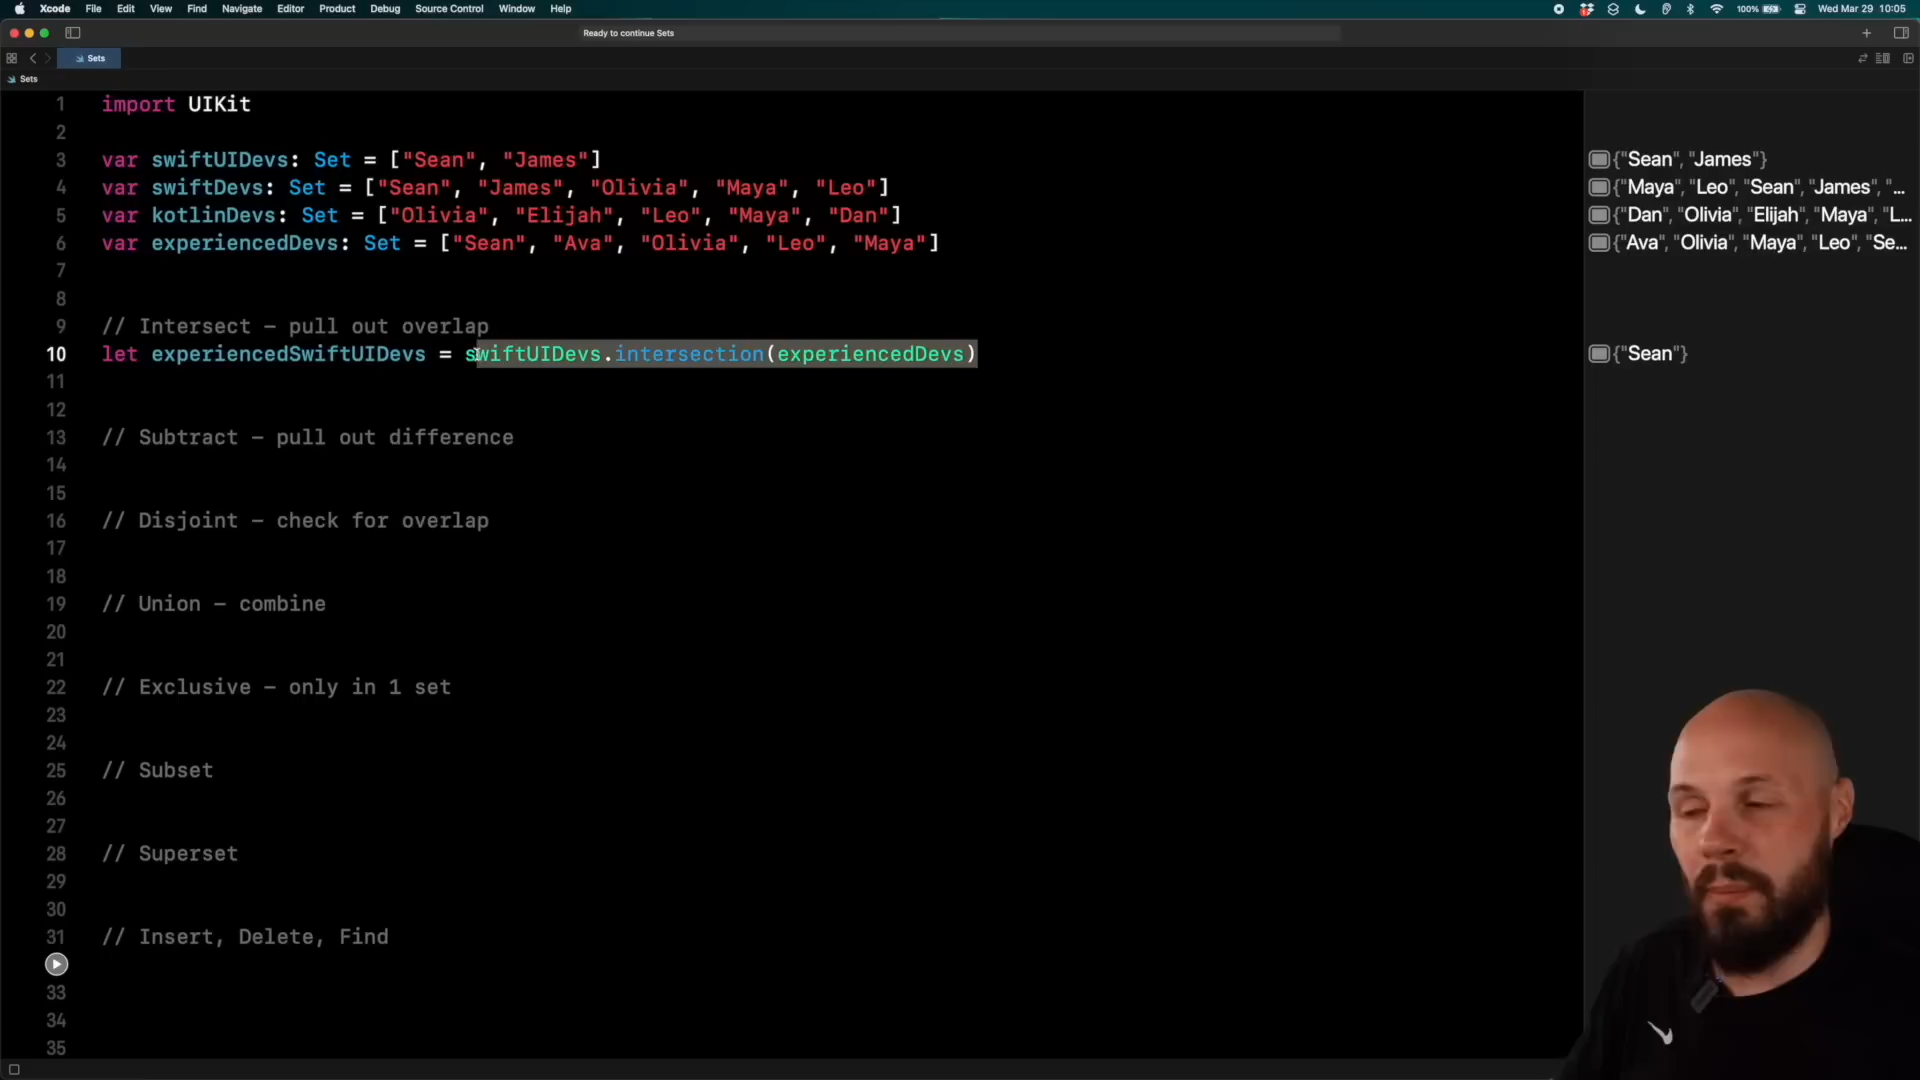 Xcode File Edit View Find Navigate Editor Product Debug Source Control Window Help 100% Wed Mar 29 10:05
Ready to continue Sets
Sets
Sets
1 import UIKit
2
3 var swiftUIDevs: Set = ["Sean", "James"] {"Sean", "James"}
4 var swiftDevs: Set = ["Sean", "James", "Olivia", "Maya", "Leo"] {"Maya", "Leo", "Sean", "James", "...
5 var kotlinDevs: Set = ["Olivia", "Elijah", "Leo", "Maya", "Dan"] {"Dan", "Olivia", "Elijah", "Maya", "L...
6 var experiencedDevs: Set = ["Sean", "Ava", "Olivia", "Leo", "Maya"] {"Ava", "Olivia", "Maya", "Leo", "Se...
7
8
9 // Intersect – pull out overlap
10 let experiencedSwiftUIDevs = swiftUIDevs.intersection(experiencedDevs) {"Sean"}
11
12
13 // Subtract – pull out difference
14
15
16 // Disjoint – check for overlap
17
18
19 // Union – combine
20
21
22 // Exclusive – only in 1 set
23
24
25 // Subset
26
27
28 // Superset
29
30
31 // Insert, Delete, Find
33
34
35